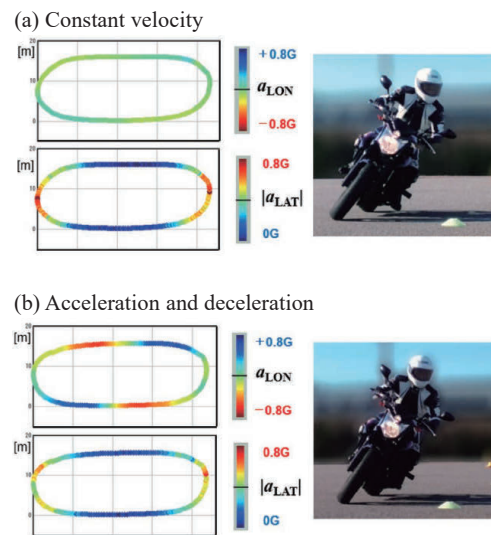 (a) Constant velocity
[m]
20
10
0
+0.8G
aLON
−0.8G
[m]
20
10
0
0.8G
|aLAT|
0G
(b) Acceleration and deceleration
[m]
20
10
0
+0.8G
aLON
−0.8G
[m]
20
10
0
0.8G
|aLAT|
0G